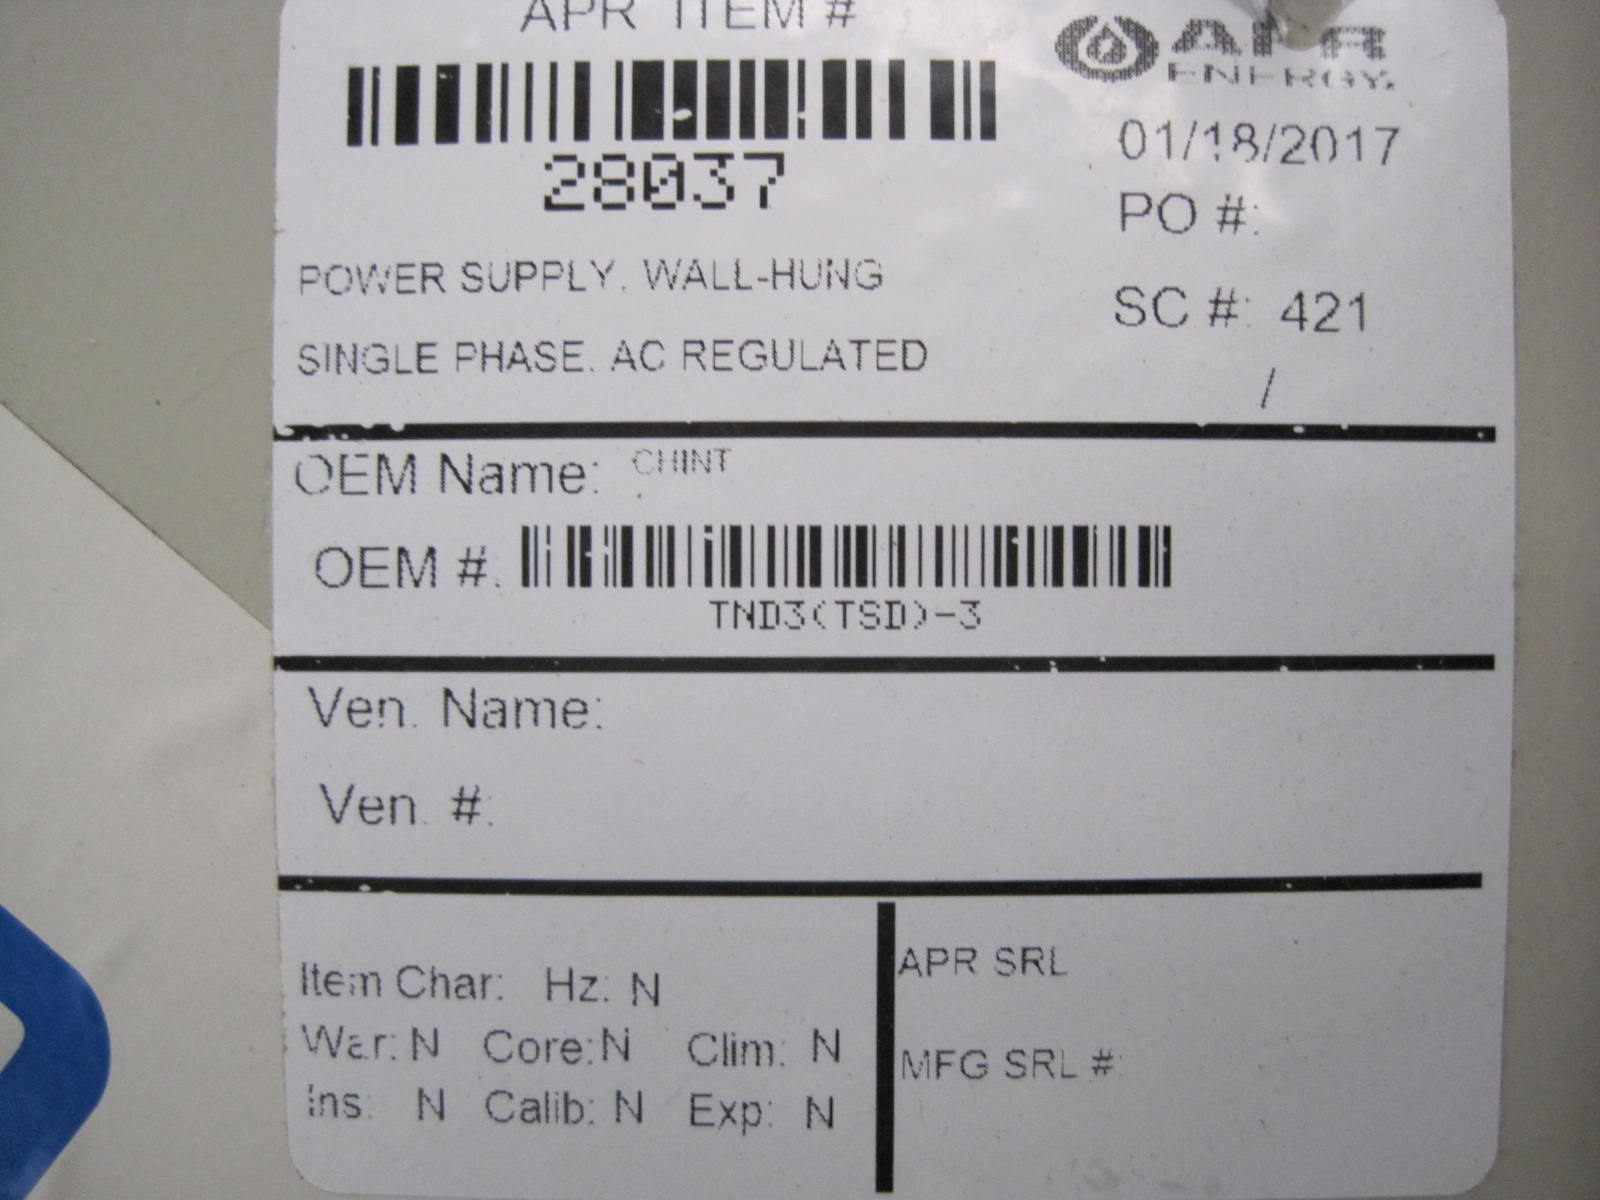 APR ITEM #
APR
ENERGY
28037
01/18/2017
PO #:
POWER SUPPLY, WALL-HUNG
SC #: 421
SINGLE PHASE, AC REGULATED
/
OEM Name: CHINT
OEM #:
TND3(TSD)-3
Ven. Name:
Ven. #:
Item Char: Hz: N
War: N Core: N Clim: N
Ins: N Calib: N Exp: N
APR SRL
MFG SRL #: